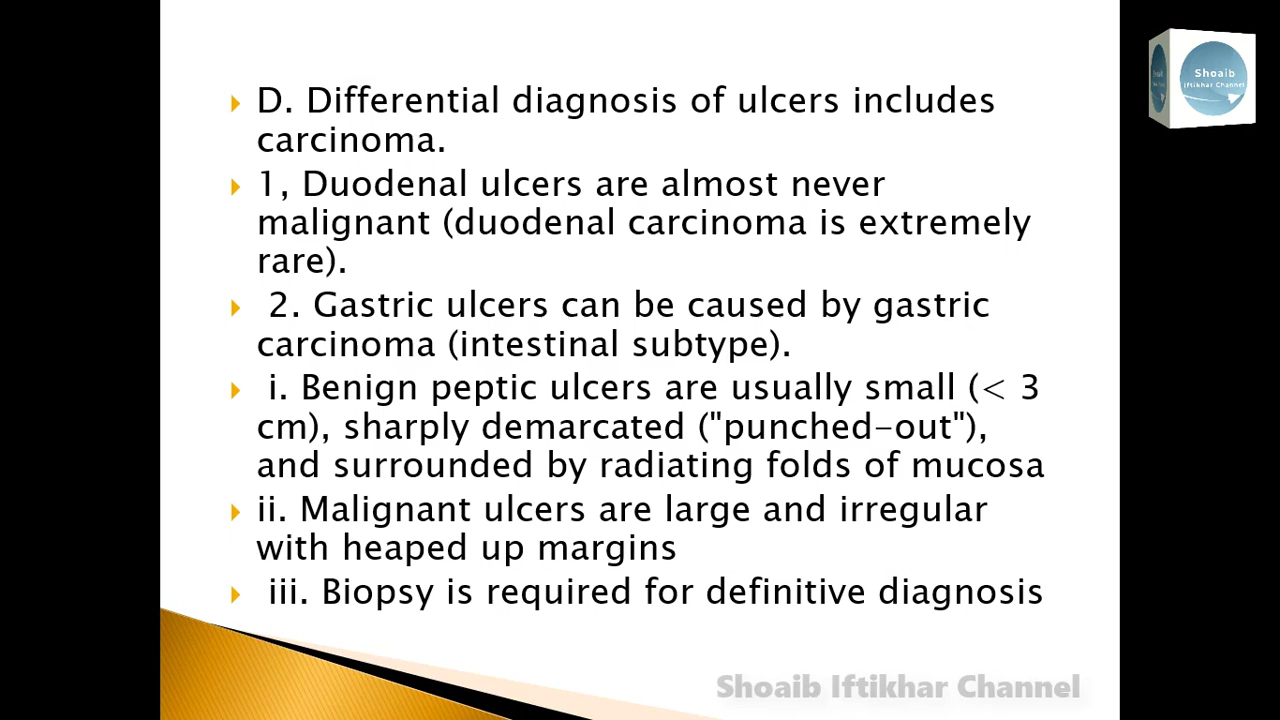 D. Differential diagnosis of ulcers includes
carcinoma.
1, Duodenal ulcers are almost never
malignant (duodenal carcinoma is extremely
rare).
2. Gastric ulcers can be caused by gastric
carcinoma (intestinal subtype).
i. Benign peptic ulcers are usually small (< 3
cm), sharply demarcated ("punched-out"),
and surrounded by radiating folds of mucosa
ii. Malignant ulcers are large and irregular
with heaped up margins
iii. Biopsy is required for definitive diagnosis
Shoaib
Iftikhar Channel
Shoaib Iftikhar Channel